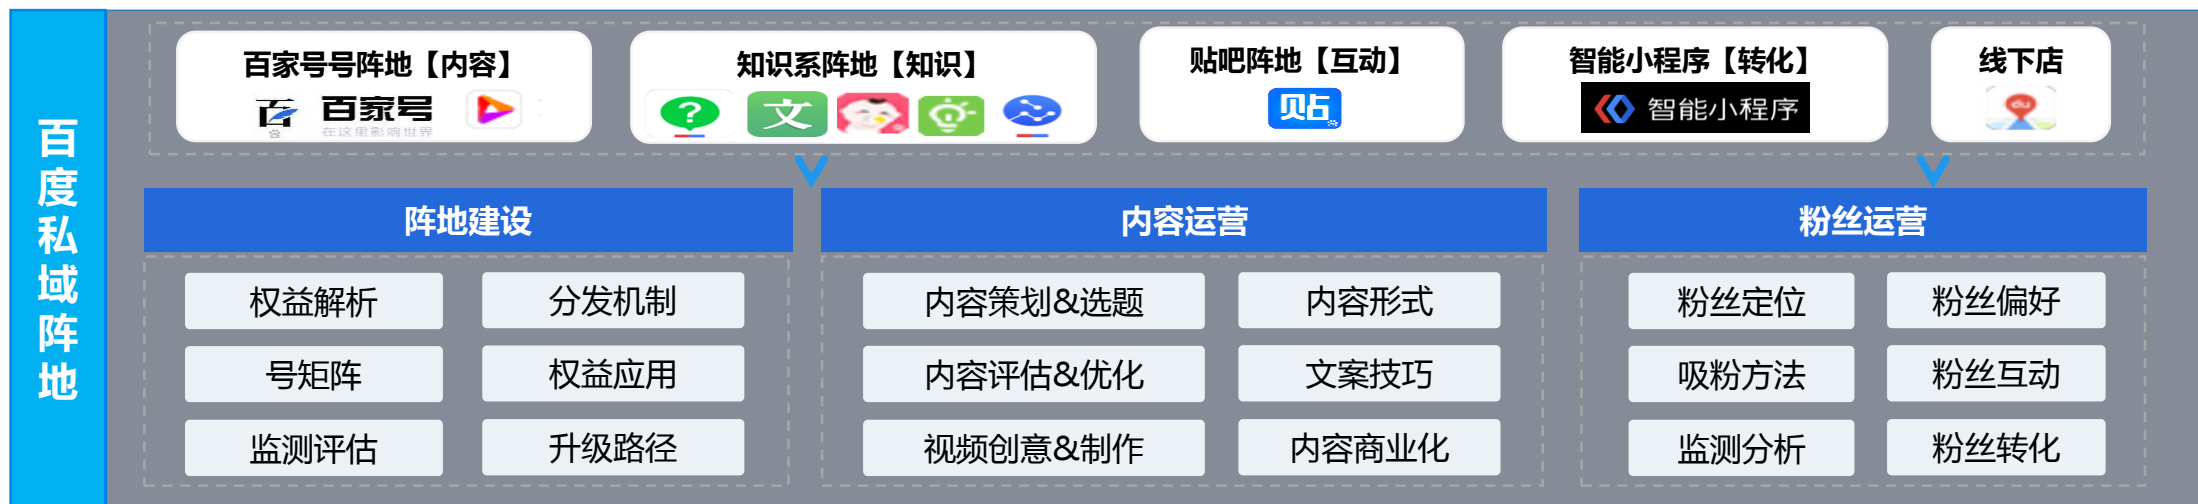 百度私域阵地
百家号号阵地【内容】
百 百家号
在这里影响世界
知识系阵地【知识】
?
文
贴吧阵地【互动】
贴
智能小程序【转化】
智能小程序
线下店
du
阵地建设
内容运营
粉丝运营
权益解析
分发机制
内容策划&选题
内容形式
粉丝定位
粉丝偏好
号矩阵
权益应用
内容评估&优化
文案技巧
吸粉方法
粉丝互动
监测评估
升级路径
视频创意&制作
内容商业化
监测分析
粉丝转化